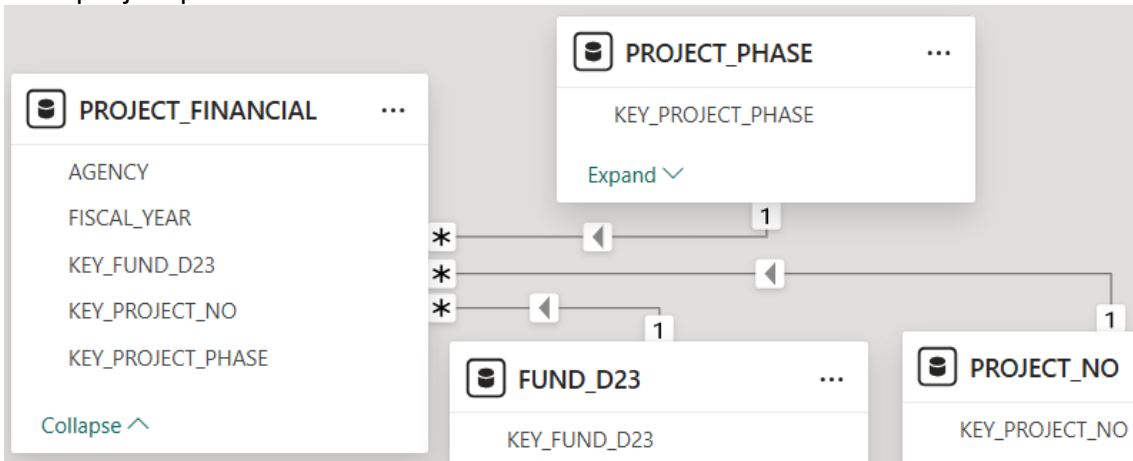 PROJECT_PHASE ...
KEY_PROJECT_PHASE
Expand
PROJECT_FINANCIAL ...
AGENCY
FISCAL_YEAR
KEY_FUND_D23
KEY_PROJECT_NO
KEY_PROJECT_PHASE
Collapse
* 1
* 1
* 1
FUND_D23 ...
KEY_FUND_D23
PROJECT_NO
KEY_PROJECT_NO